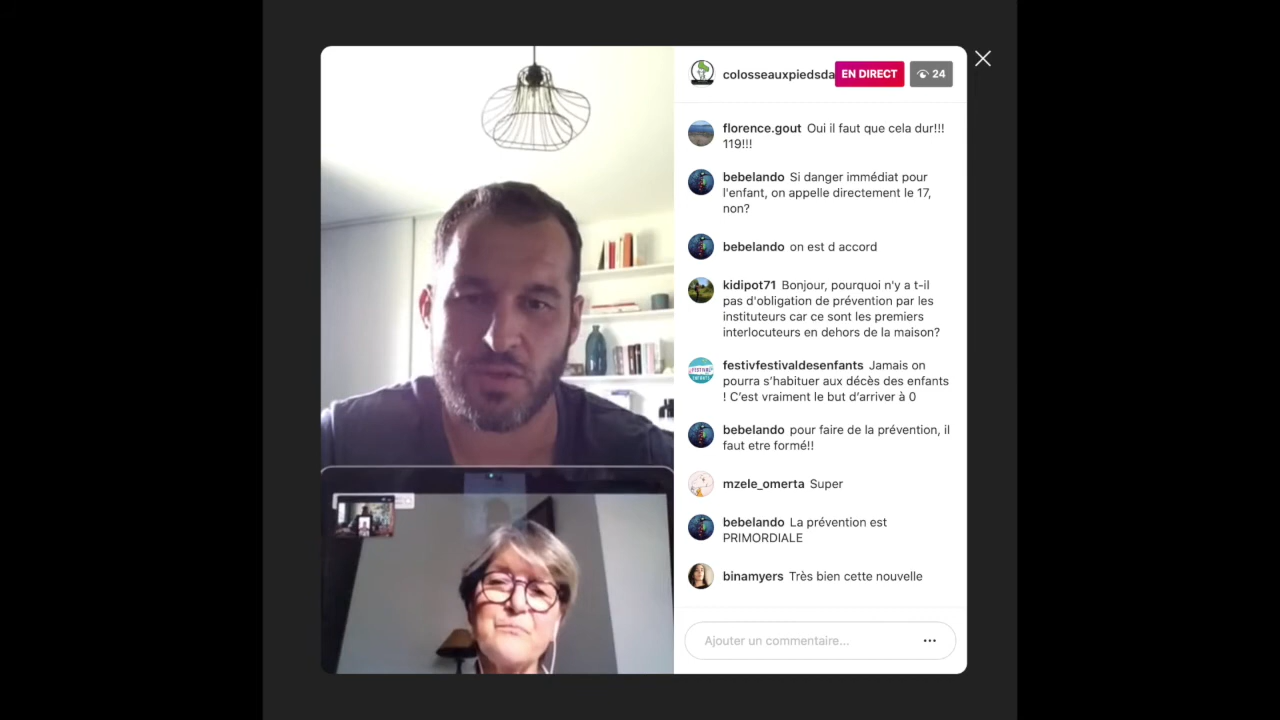 colosseauxpiedsda
EN DIRECT
24
florence.gout Oui il faut que cela dur!!!
119!!!
bebelando Si danger immédiat pour
l'enfant, on appelle directement le 17,
non?
bebelando on est d accord
kidipot71 Bonjour, pourquoi n'y a t-il
pas d'obligation de prévention par les
instituteurs car ce sont les premiers
interlocuteurs en dehors de la maison?
festivfestivaldesenfants Jamais on
pourra s’habituer aux décès des enfants
! C’est vraiment le but d’arriver à 0
bebelando pour faire de la prévention, il
faut etre formé!!
mzele_omerta Super
bebelando La prévention est
PRIMORDIALE
binamyers Très bien cette nouvelle
Ajouter un commentaire...